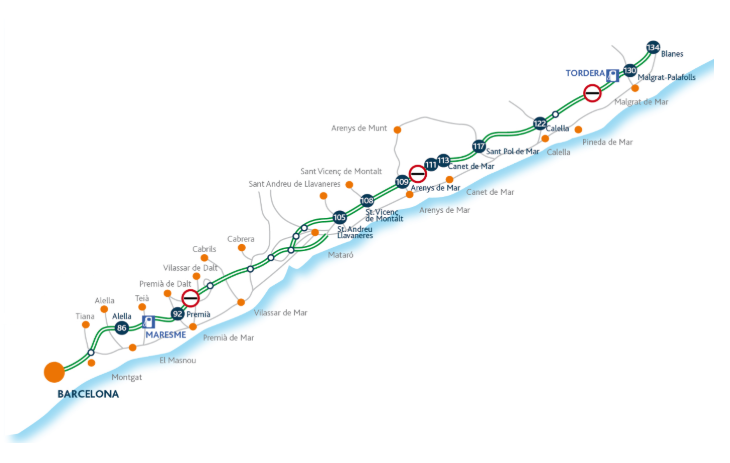 134
Blanes
TORDERA
130
Malgrat-Palafolls
Malgrat de Mar
122
Calella
Pineda de Mar
Calella
Arenys de Munt
117
Sant Pol de Mar
113
111
Canet de Mar
Canet de Mar
Sant Vicenç de Montalt
109
Arenys de Mar
Arenys de Mar
Sant Andreu de Llavaneres
108
St. Vicenç
de Montalt
105
St. Andreu
Llavaneres
Cabrera
Mataró
Cabrils
Vilassar de Dalt
Premià de Dalt
Vilassar de Mar
Teià
Alella
Tiana
Alella
86
92
Premià
MARESME
Premià de Mar
El Masnou
Montgat
BARCELONA